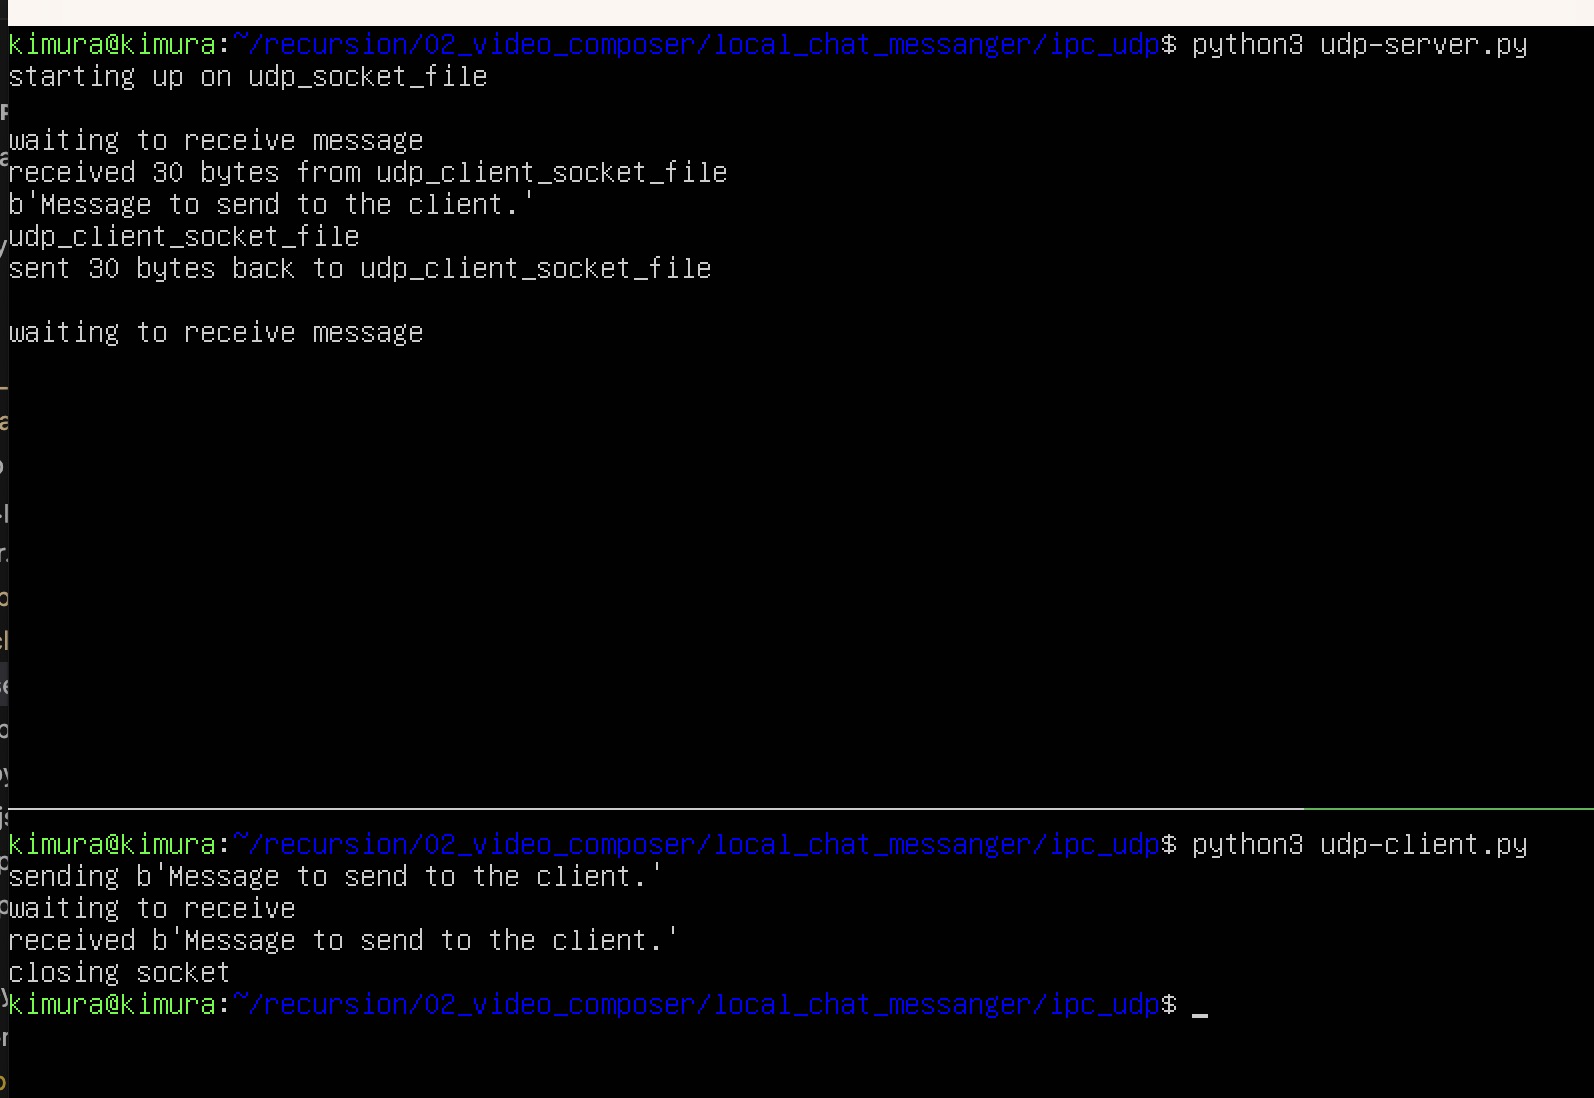 kimura@kimura:~/recursion/02_video_composer/local_chat_messanger/ipc_udp$ python3 udp-server.py
starting up on udp_socket_file
waiting to receive message
received 30 bytes from udp_client_socket_file
b'Message to send to the client.'
udp_client_socket_file
sent 30 bytes back to udp_client_socket_file
waiting to receive message
kimura@kimura:~/recursion/02_video_composer/local_chat_messanger/ipc_udp$ python3 udp-client.py
sending b'Message to send to the client.'
waiting to receive
received b'Message to send to the client.'
closing socket
kimura@kimura:~/recursion/02_video_composer/local_chat_messanger/ipc_udp$ _